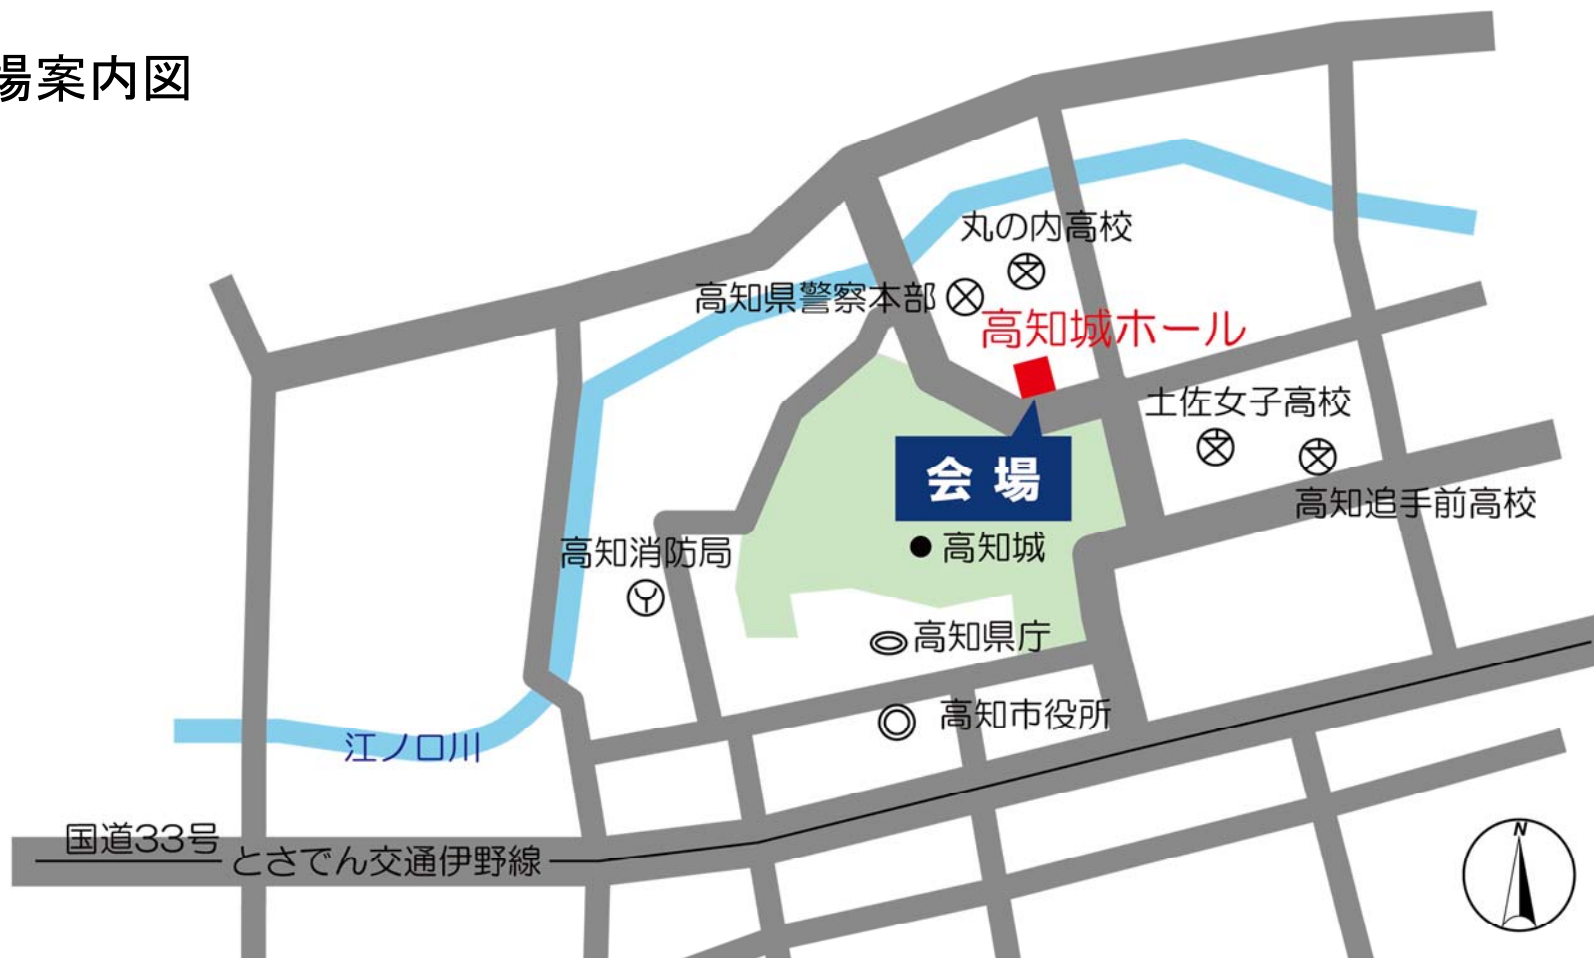 場案内図
丸の内高校
高知県警察本部
高知城ホール
土佐女子高校
会場
高知追手前高校
高知城
高知消防局
高知県庁
高知市役所
江ノ口川
国道33号
とさでん交通伊野線
N